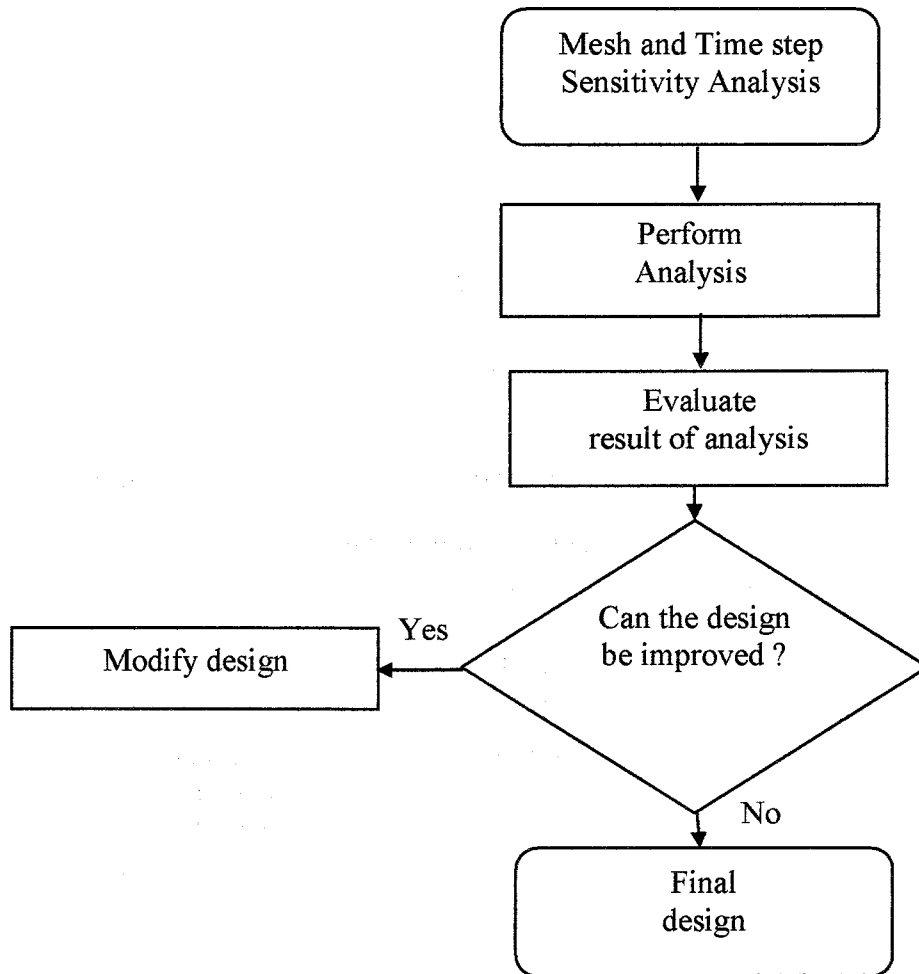 Mesh and Time step
Sensitivity Analysis
Perform
Analysis
Evaluate
result of analysis
Can the design
be improved ?
Yes
Modify design
No
Final
design